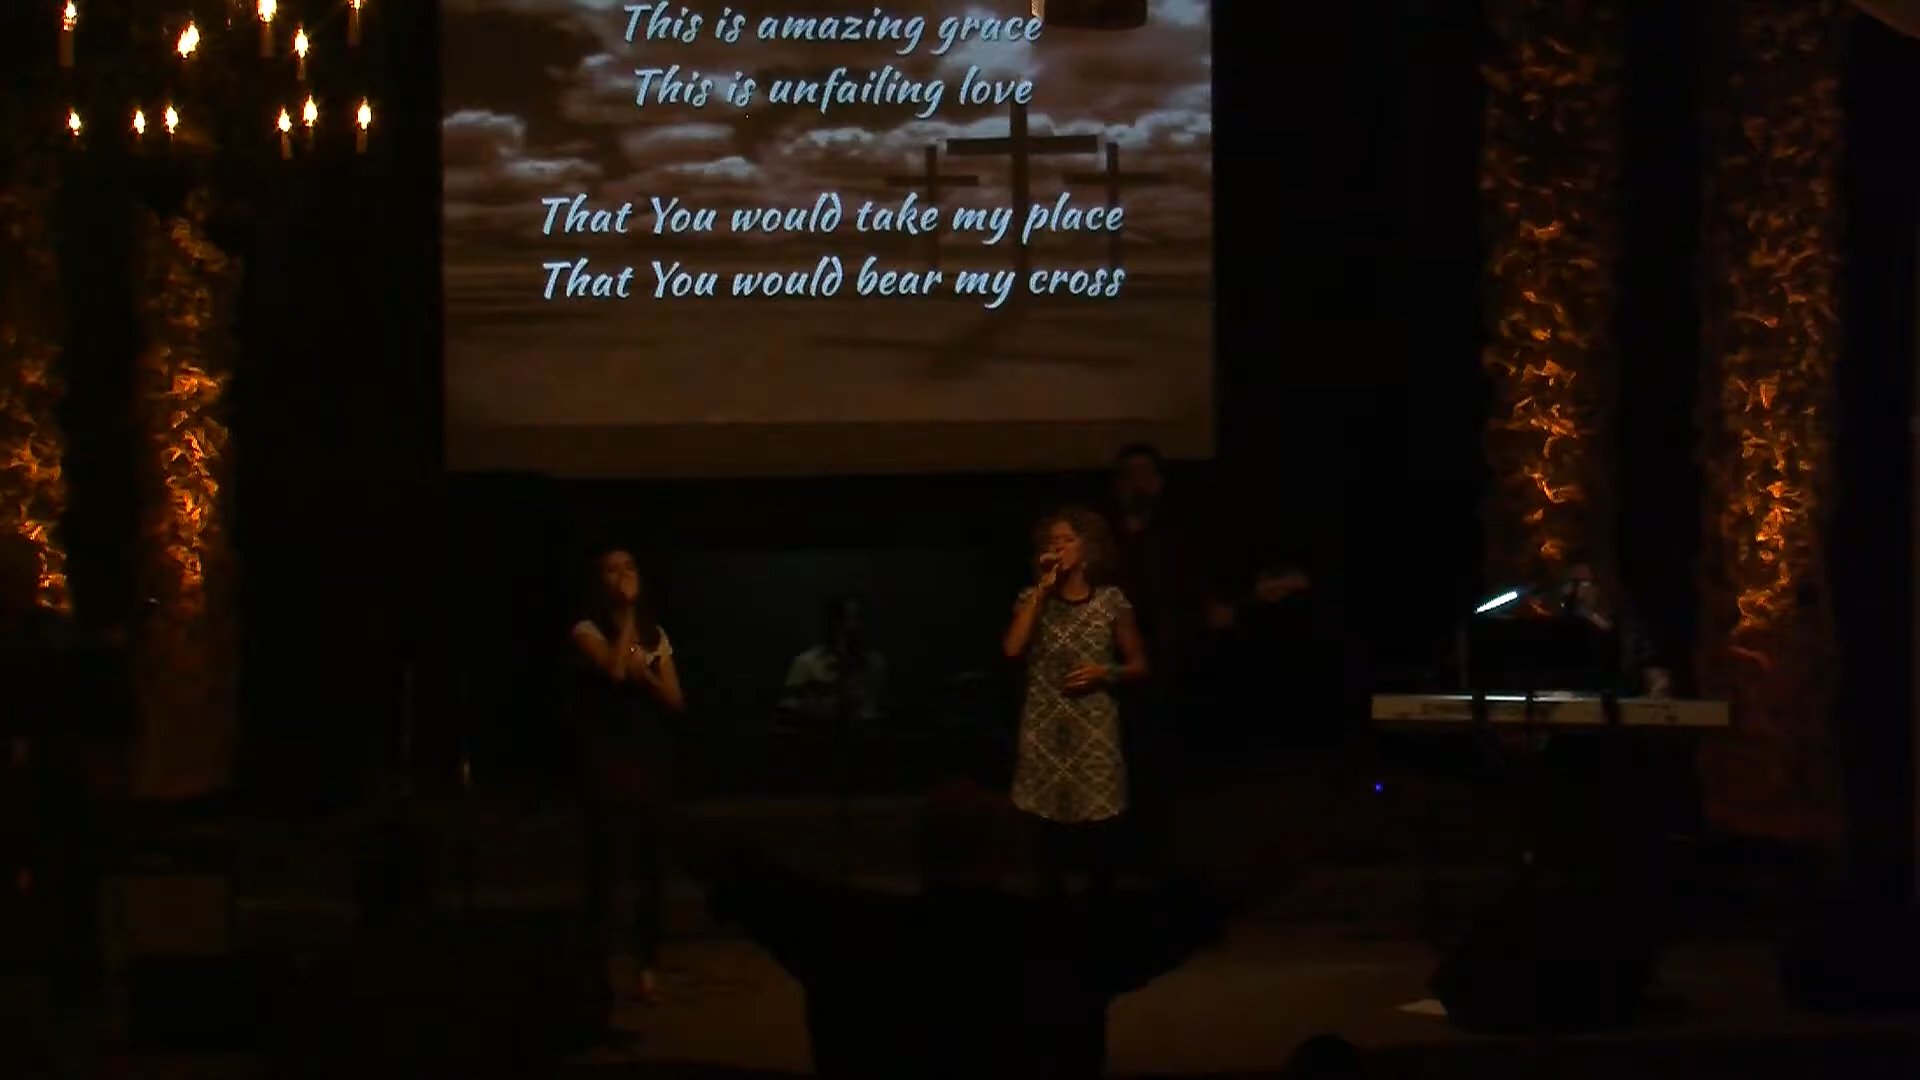 This is amazing grace
This is unfailing love
That You would take my place
That You would bear my cross